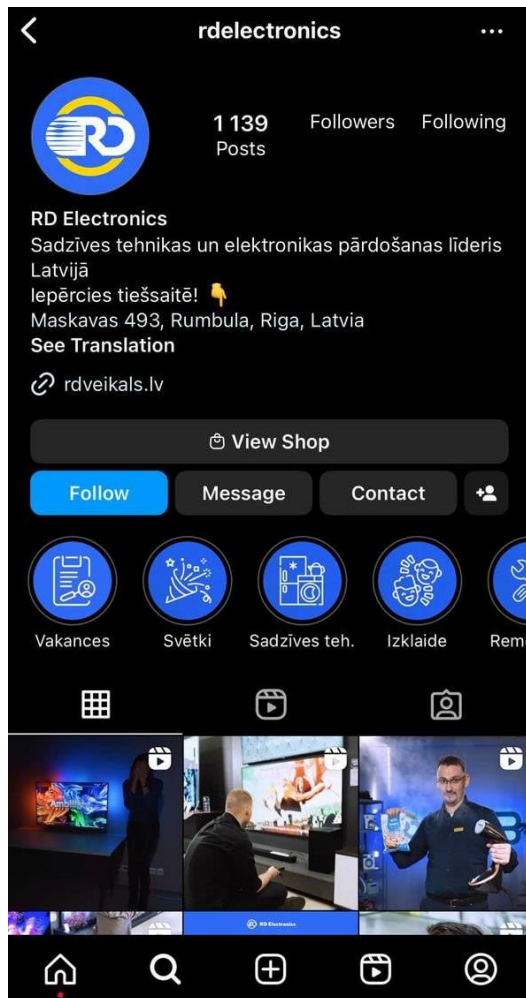 rdelectronics
RD
1 139 Followers Following
Posts
RD Electronics
Sadzīves tehnikas un elektronikas pārdošanas līderis
Latvijā
Iepērcies tiešsaitē! 👇
Maskavas 493, Rumbula, Riga, Latvia
See Translation
rdveikals.lv
View Shop
Follow Message Contact
Vakances Svētki Sadzīves teh. Izklaide Rem
Ambilight
RD Electronics